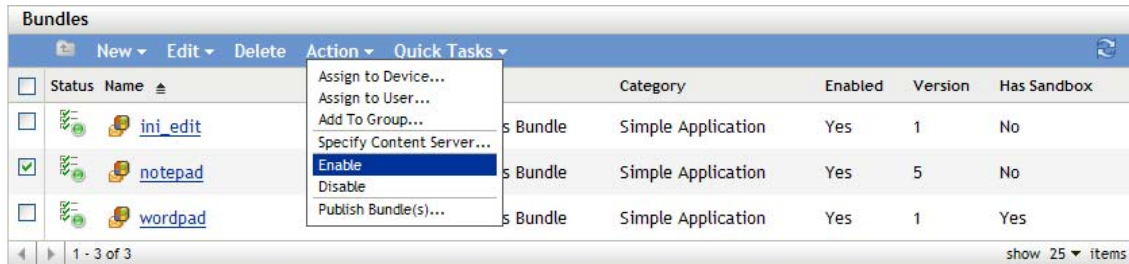 Bundles
New Edit Delete Action Quick Tasks
Status Name Category Enabled Version Has Sandbox
Assign to Device...
Assign to User...
Add To Group...
Specify Content Server...
Enable
Disable
Publish Bundle(s)...
ini_edit s Bundle Simple Application Yes 1 No
notepad s Bundle Simple Application Yes 5 No
wordpad s Bundle Simple Application Yes 1 Yes
1 - 3 of 3 show 25 items